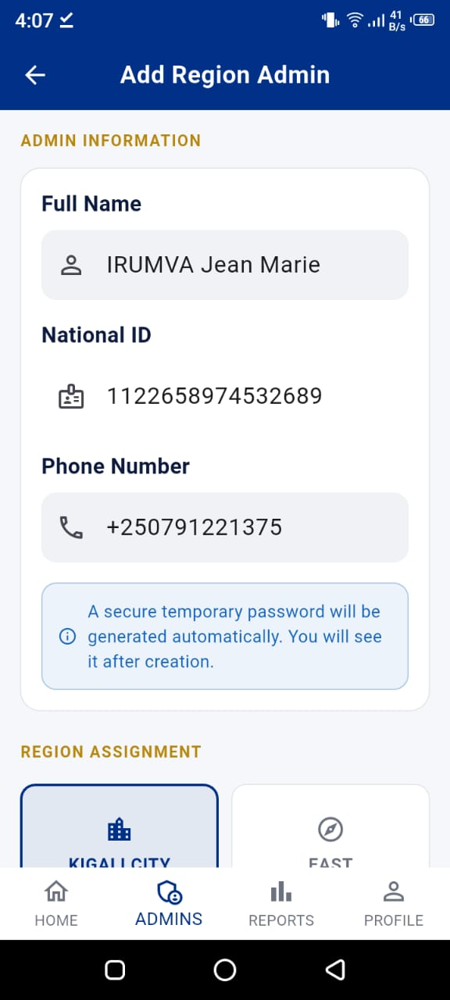 4:07
41
B/s
66
Add Region Admin
ADMIN INFORMATION
Full Name
IRUMVA Jean Marie
National ID
1122658974532689
Phone Number
+250791221375
A secure temporary password will be
generated automatically. You will see
it after creation.
REGION ASSIGNMENT
KIGALI CITY
EAST
HOME
ADMINS
REPORTS
PROFILE